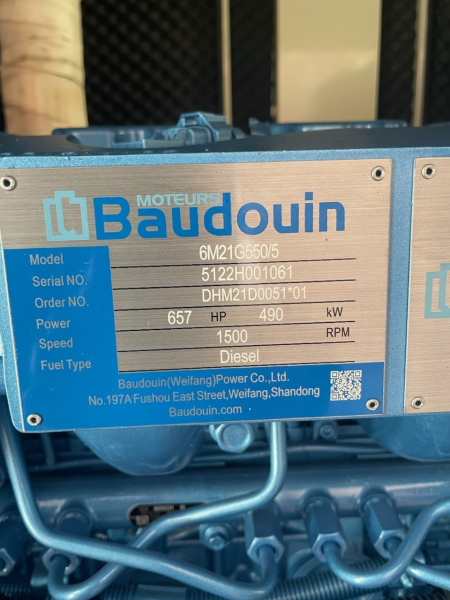 MOTEURS
Baudouin
Model 6M21G550/5
Serial NO. 5122H001061
Order NO. DHM21D0051*01
Power 657 HP 490 kW
Speed 1500 RPM
Fuel Type Diesel
Baudouin(Weifang)Power Co.,Ltd.
No.197A Fushou East Street,Weifang,Shandong
Baudouin.com